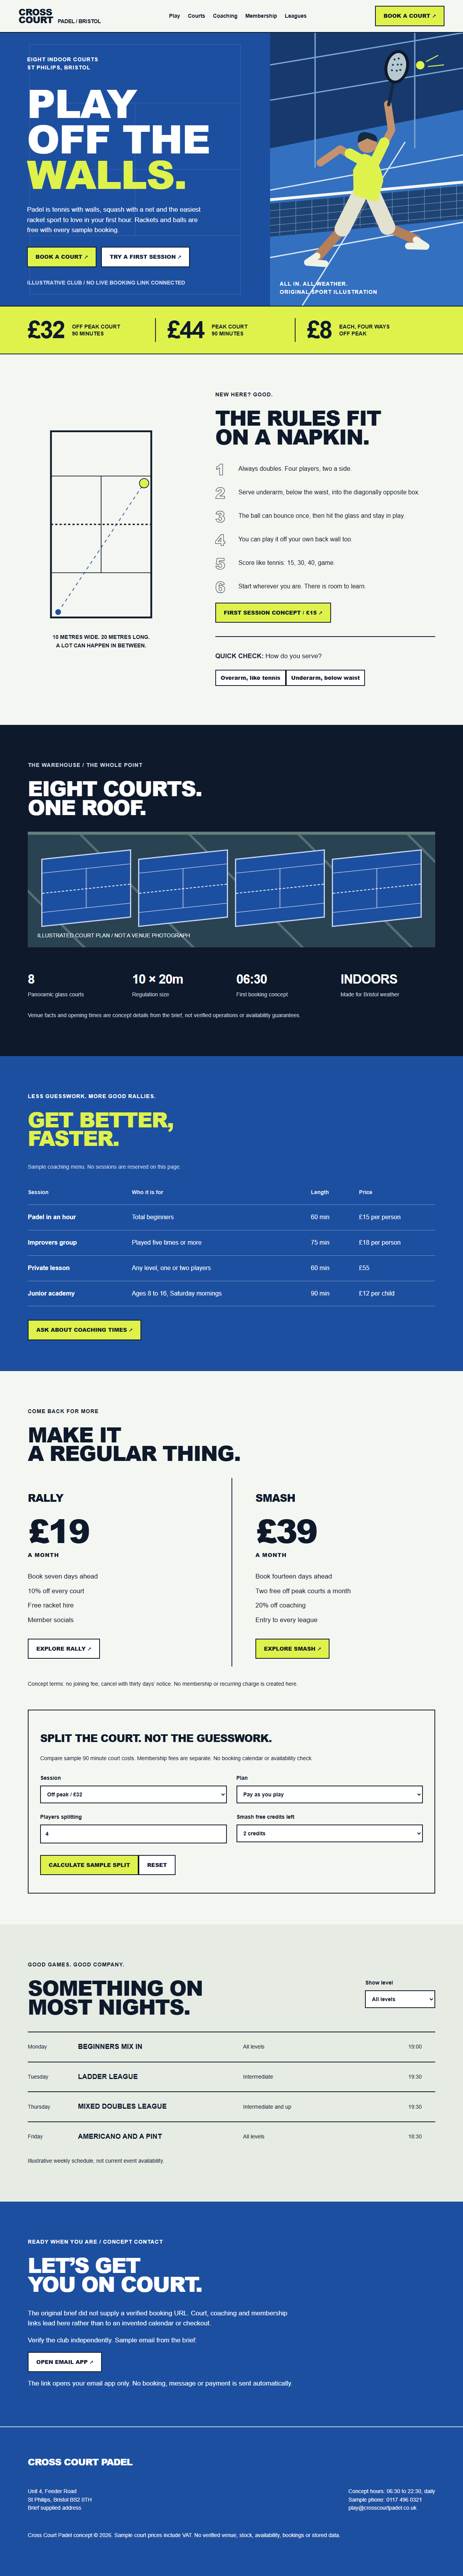 CROSS
COURT PADEL / BRISTOL
Play Courts Coaching Membership Leagues
BOOK A COURT ↗
EIGHT INDOOR COURTS
ST PHILIPS, BRISTOL
PLAY
OFF THE
WALLS.
Padel is tennis with walls, squash with a net and the easiest
racket sport to love in your first hour. Rackets and balls are
free with every sample booking.
BOOK A COURT ↗ TRY A FIRST SESSION ↗
ILLUSTRATIVE CLUB / NO LIVE BOOKING LINK CONNECTED
ALL IN. ALL WEATHER.
ORIGINAL SPORT ILLUSTRATION
£32 OFF PEAK COURT
90 MINUTES
£44 PEAK COURT
90 MINUTES
£8 EACH, FOUR WAYS
OFF PEAK
NEW HERE? GOOD.
THE RULES FIT
ON A NAPKIN.
1 Always doubles. Four players, two a side.
2 Serve underarm, below the waist, into the diagonally opposite box.
3 The ball can bounce once, then hit the glass and stay in play.
4 You can play it off your own back wall too.
5 Score like tennis: 15, 30, 40, game.
6 Start wherever you are. There is room to learn.
FIRST SESSION CONCEPT / £15 ↗
10 METRES WIDE. 20 METRES LONG.
A LOT CAN HAPPEN IN BETWEEN.
QUICK CHECK: How do you serve?
Overarm, like tennis Underarm, below waist
THE WAREHOUSE / THE WHOLE POINT
EIGHT COURTS.
ONE ROOF.
ILLUSTRATED COURT PLAN / NOT A VENUE PHOTOGRAPH
8 10 × 20m 06:30 INDOORS
Panoramic glass courts Regulation size First booking concept Made for Bristol weather
Venue facts and opening times are concept details from the brief, not verified operations or availability guarantees.
LESS GUESSWORK. MORE GOOD RALLIES.
GET BETTER,
FASTER.
Sample coaching menu. No sessions are reserved on this page.
Session Who it is for Length Price
Padel in an hour Total beginners 60 min £15 per person
Improvers group Played five times or more 75 min £18 per person
Private lesson Any level, one or two players 60 min £55
Junior academy Ages 8 to 16, Saturday mornings 90 min £12 per child
ASK ABOUT COACHING TIMES ↗
COME BACK FOR MORE
MAKE IT
A REGULAR THING.
RALLY
£19
A MONTH
Book seven days ahead
10% off every court
Free racket hire
Member socials
EXPLORE RALLY ↗
SMASH
£39
A MONTH
Book fourteen days ahead
Two free off peak courts a month
20% off coaching
Entry to every league
EXPLORE SMASH ↗
Concept terms: no joining fee, cancel with thirty days' notice. No membership or recurring charge is created here.
SPLIT THE COURT. NOT THE GUESSWORK.
Compare sample 90 minute court costs. Membership fees are separate. No booking calendar or availability check.
Session Plan
Off peak / £32 Pay as you play
Players splitting Smash free credits left
4 2 credits
CALCULATE SAMPLE SPLIT RESET
GOOD GAMES. GOOD COMPANY.
SOMETHING ON
MOST NIGHTS.
Show level
All levels
Monday BEGINNERS MIX IN All levels 19:00
Tuesday LADDER LEAGUE Intermediate 19:30
Thursday MIXED DOUBLES LEAGUE Intermediate and up 19:30
Friday AMERICANO AND A PINT All levels 18:30
Illustrative weekly schedule, not current event availability.
READY WHEN YOU ARE / CONCEPT CONTACT
LET'S GET
YOU ON COURT.
The original brief did not supply a verified booking URL. Court, coaching and membership
links lead here rather than to an invented calendar or checkout.
Verify the club independently. Sample email from the brief:
OPEN EMAIL APP ↗
The link opens your email app only. No booking, message or payment is sent automatically.
CROSS COURT PADEL
Unit 4, Feeder Road
St Philips, Bristol BS2 0TH
Brief supplied address
Concept hours: 06:30 to 22:30, daily
Sample phone: 0117 496 0321
play@crosscourtpadel.co.uk
Cross Court Padel concept © 2026. Sample court prices include VAT. No verified venue, stock, availability, bookings or stored data.